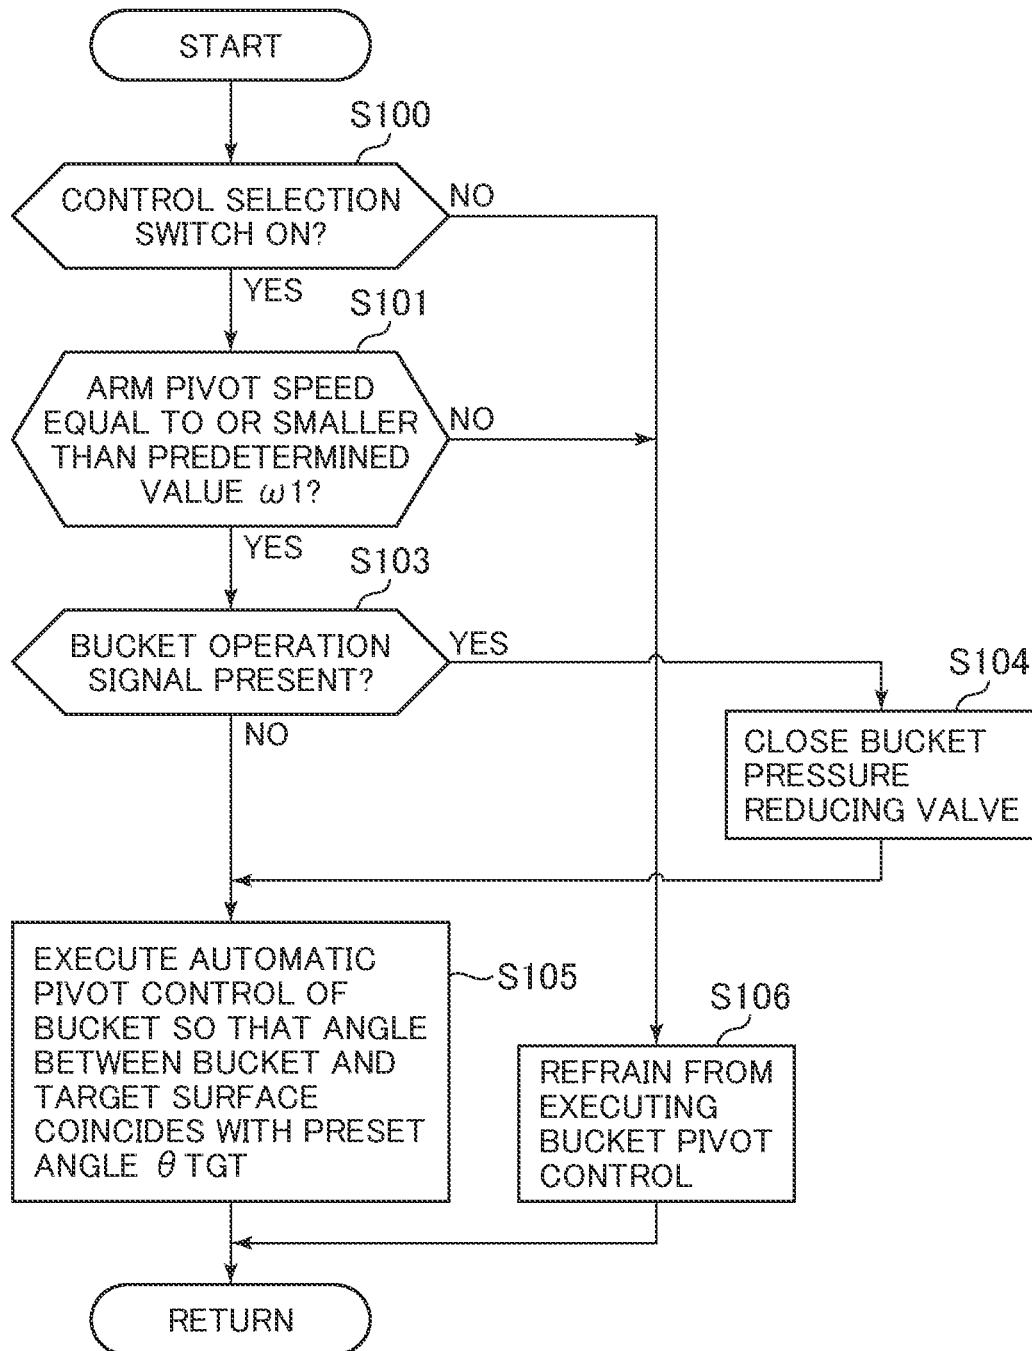 START
S100
CONTROL SELECTION
SWITCH ON?
NO
YES
S101
ARM PIVOT SPEED
EQUAL TO OR SMALLER
THAN PREDETERMINED
VALUE ω1?
NO
YES
S103
BUCKET OPERATION
SIGNAL PRESENT?
YES
NO
S104
CLOSE BUCKET
PRESSURE
REDUCING VALVE
EXECUTE AUTOMATIC
PIVOT CONTROL OF
BUCKET SO THAT ANGLE
BETWEEN BUCKET AND
TARGET SURFACE
COINCIDES WITH PRESET
ANGLE θTGT
S105
S106
REFRAIN FROM
EXECUTING
BUCKET PIVOT
CONTROL
RETURN